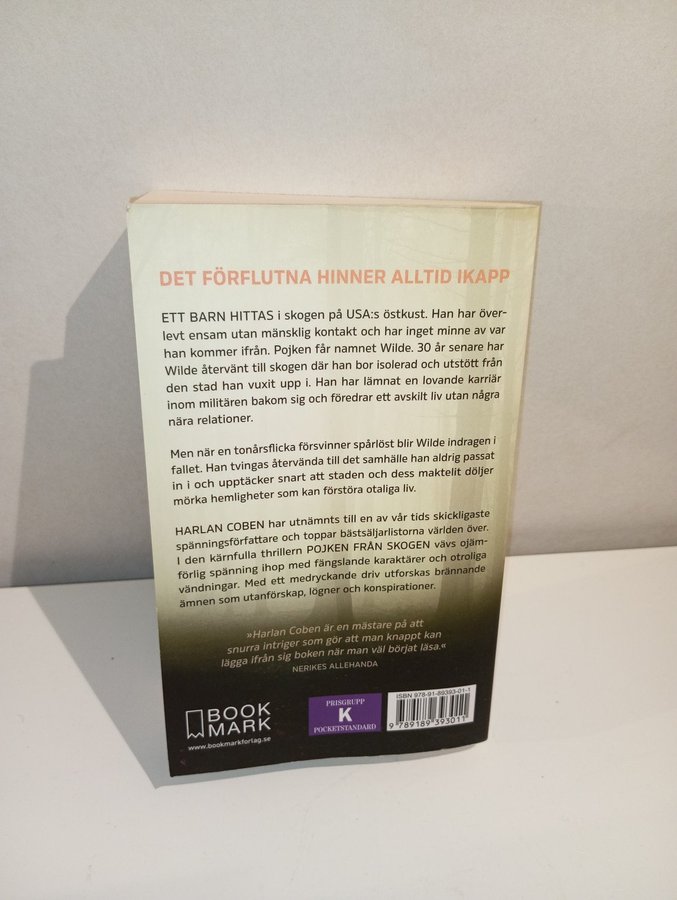 DET FÖRFLUTNA HINNER ALLTID IKAPP
ETT BARN HITTAS i skogen på USA:s östkust. Han har över-
levt ensam utan mänsklig kontakt och har inget minne av var
han kommer ifrån. Pojken får namnet Wilde. 30 år senare har
Wilde återvänt till skogen där han bor isolerad och utstött från
den stad han vuxit upp i. Han har lämnat en lovande karriär
inom militären bakom sig och föredrar ett avskilt liv utan några
nära relationer.
Men när en tonårsflicka försvinner spårlöst blir Wilde indragen i
fallet. Han tvingas återvända till det samhälle han aldrig passat
in i och upptäcker snart att staden och dess maktelit döljer
mörka hemligheter som kan förstöra otaliga liv.
HARLAN COBEN har utnämnts till en av vår tids skickligaste
spänningsförfattare och toppar bästsäljarlistorna världen över.
I den kärnfulla thrillern POJKEN FRÅN SKOGEN vävs ojäm-
förlig spänning ihop med fängslande karaktärer och otroliga
vändningar. Med ett medryckande driv utforskas brännande
ämnen som utanförskap, lögner och konspirationer.
»Harlan Coben är en mästare på att
snurra intriger som gör att man knappt kan
lägga ifrån sig boken när man väl börjat läsa.«
NERIKES ALLEHANDA
BOOK
MARK
www.bookmarkforlag.se
PRISGRUPP
K
POCKETSTANDARD
ISBN 978-91-89393-01-1
9 789189 393011